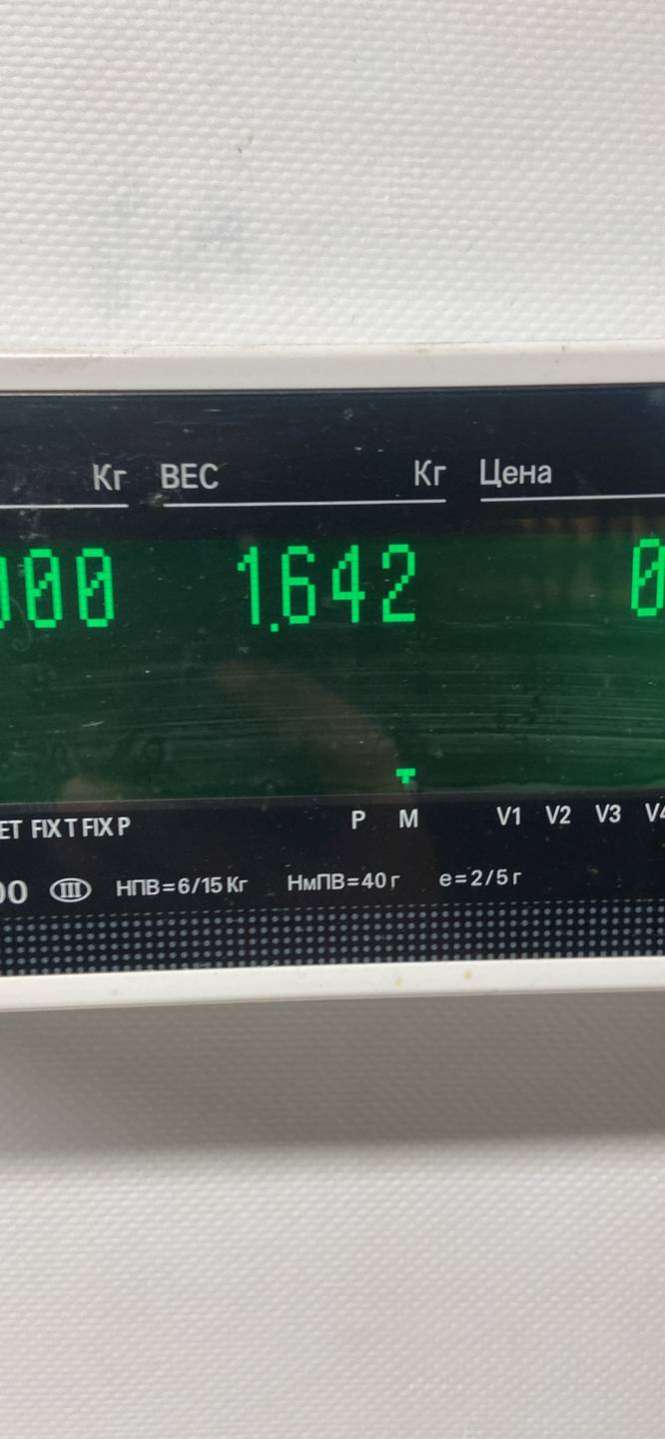 Кг ВЕС Кг Цена
00 1.642 0
ET FIX T FIX P P M V1 V2 V3 V4
00 III НПВ=6/15 Кг НмПВ=40 г e=2/5 г